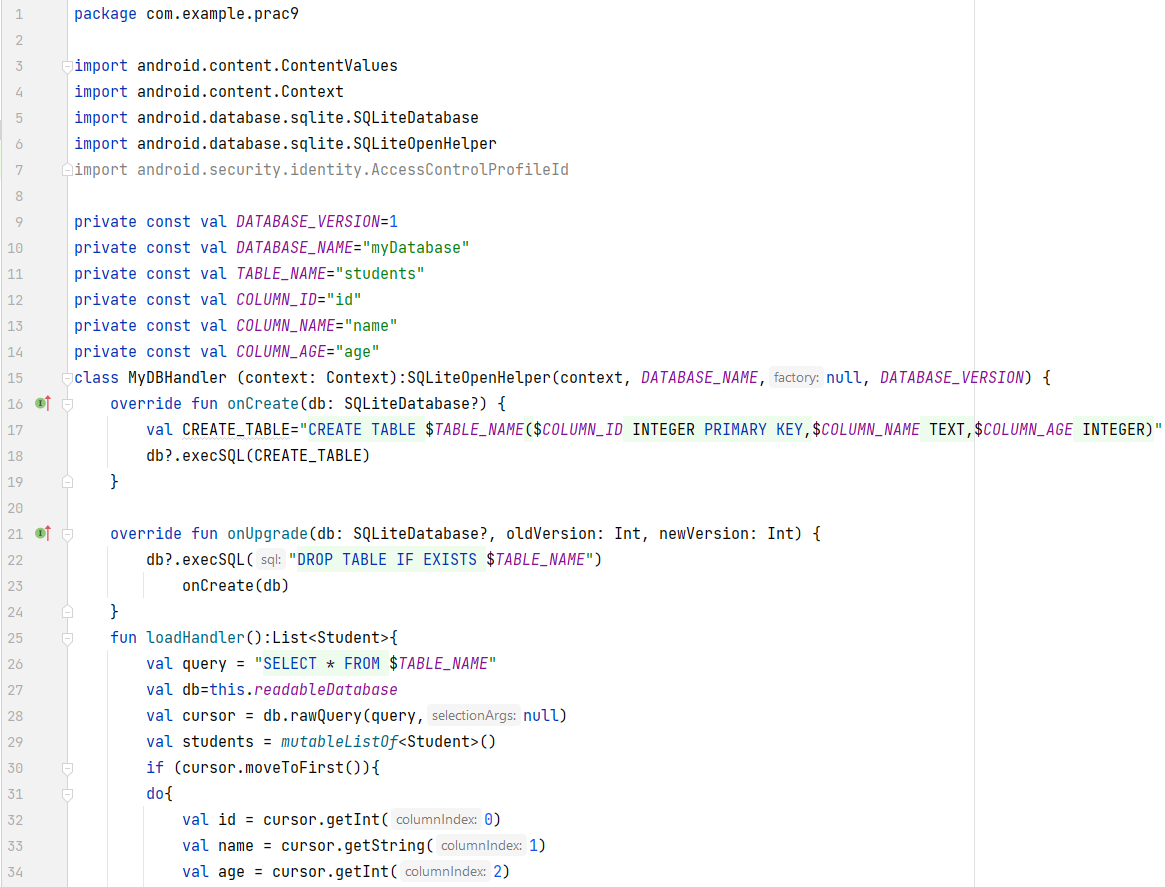 1 package com.example.prac9
2
3 import android.content.ContentValues
4 import android.content.Context
5 import android.database.sqlite.SQLiteDatabase
6 import android.database.sqlite.SQLiteOpenHelper
7 import android.security.identity.AccessControlProfileId
8
9 private const val DATABASE_VERSION=1
10 private const val DATABASE_NAME="myDatabase"
11 private const val TABLE_NAME="students"
12 private const val COLUMN_ID="id"
13 private const val COLUMN_NAME="name"
14 private const val COLUMN_AGE="age"
15 class MyDBHandler (context: Context):SQLiteOpenHelper(context, DATABASE_NAME, factory: null, DATABASE_VERSION) {
16     override fun onCreate(db: SQLiteDatabase?) {
17         val CREATE_TABLE="CREATE TABLE $TABLE_NAME($COLUMN_ID INTEGER PRIMARY KEY,$COLUMN_NAME TEXT,$COLUMN_AGE INTEGER)"
18         db?.execSQL(CREATE_TABLE)
19     }
20
21     override fun onUpgrade(db: SQLiteDatabase?, oldVersion: Int, newVersion: Int) {
22         db?.execSQL( sql: "DROP TABLE IF EXISTS $TABLE_NAME")
23             onCreate(db)
24     }
25     fun loadHandler():List<Student>{
26         val query = "SELECT * FROM $TABLE_NAME"
27         val db=this.readableDatabase
28         val cursor = db.rawQuery(query, selectionArgs: null)
29         val students = mutableListOf<Student>()
30         if (cursor.moveToFirst()){
31         do{
32             val id = cursor.getInt( columnIndex: 0)
33             val name = cursor.getString( columnIndex: 1)
34             val age = cursor.getInt( columnIndex: 2)